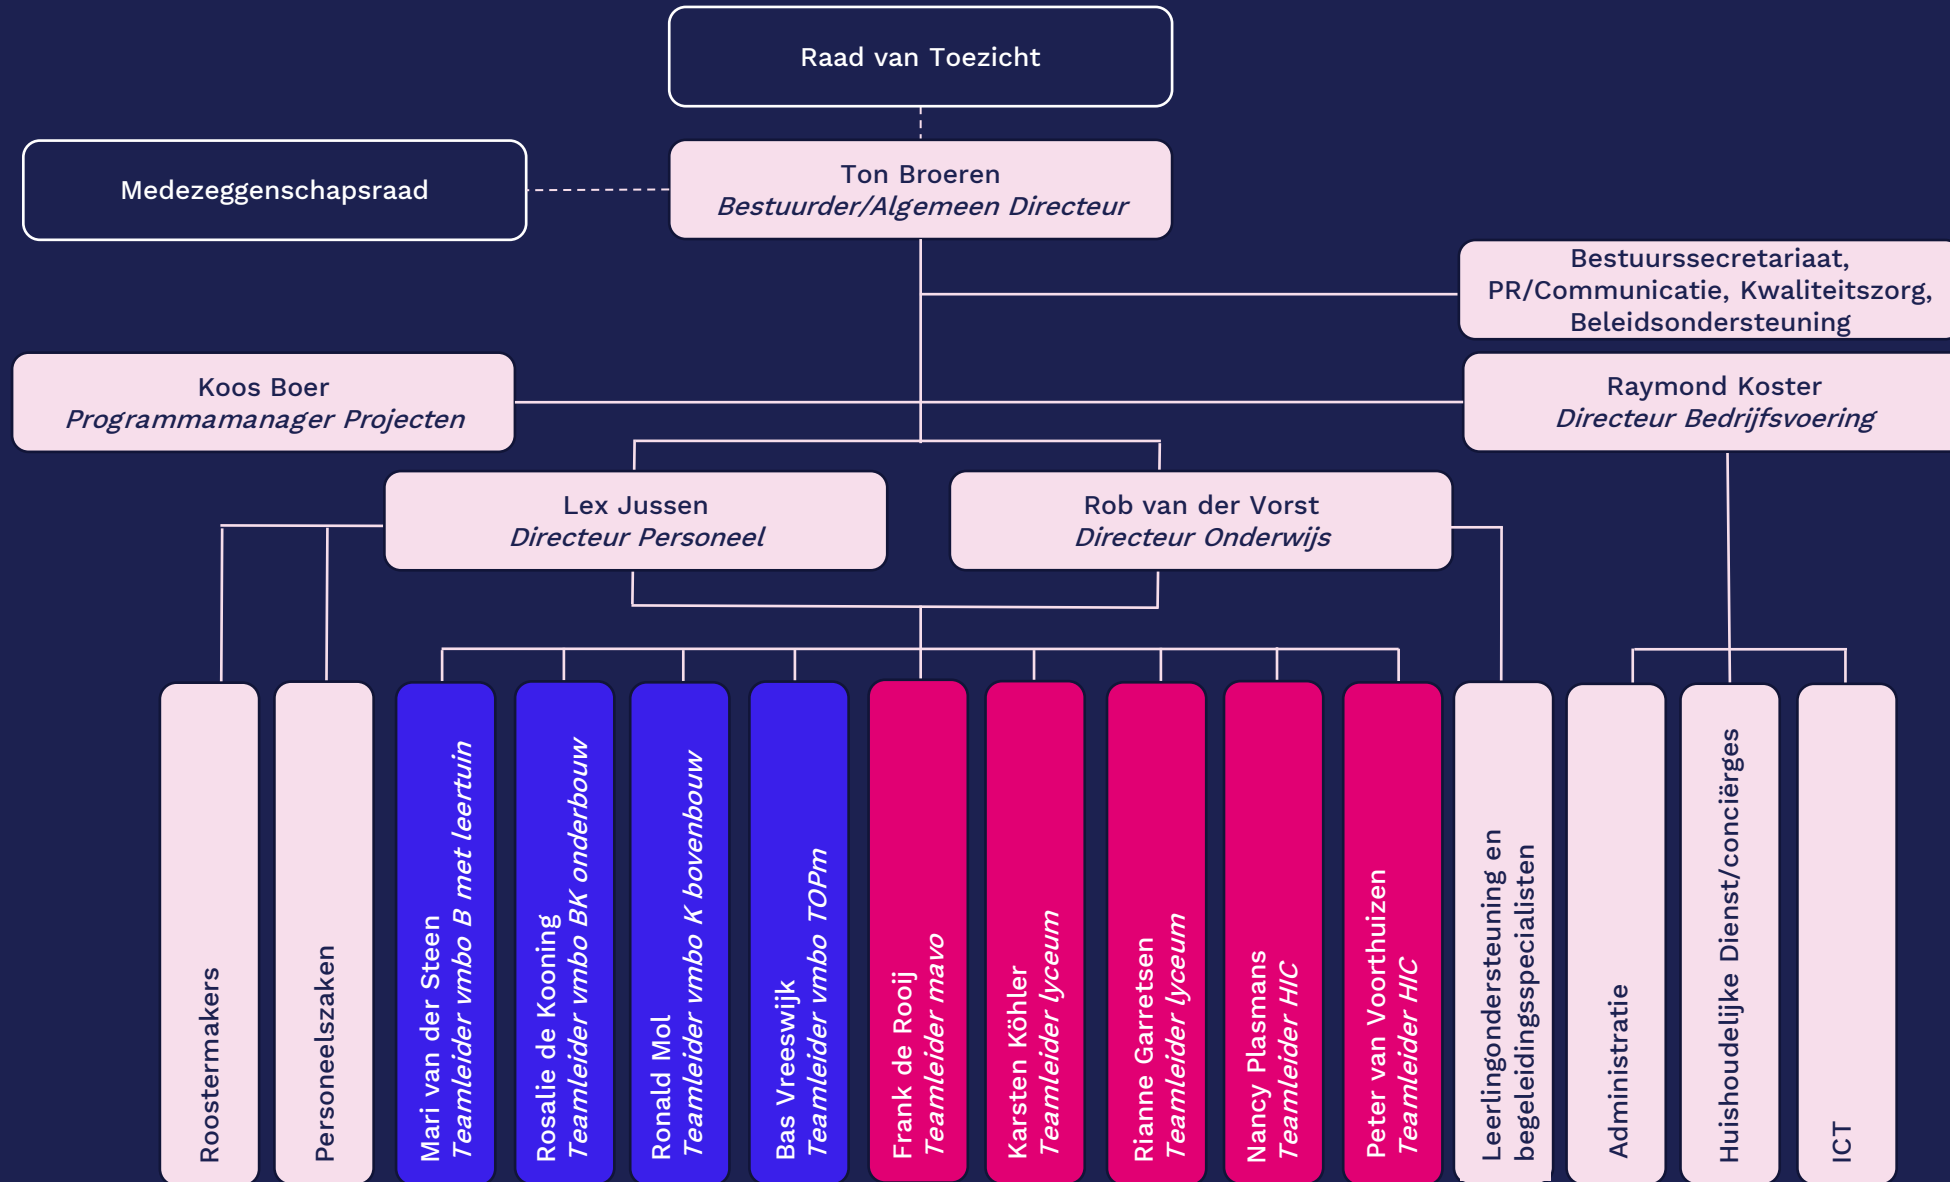 Raad van Toezicht
Medezeggenschapsraad
Ton Broeren
Bestuurder/Algemeen Directeur
Bestuurssecretariaat,
PR/Communicatie, Kwaliteitszorg,
Beleidsondersteuning
Koos Boer
Programmamanager Projecten
Raymond Koster
Directeur Bedrijfsvoering
Lex Jussen
Directeur Personeel
Rob van der Vorst
Directeur Onderwijs
Roostermakers
Personeelszaken
Mari van der Steen
Teamleider vmbo B met leertuin
Rosalie de Kooning
Teamleider vmbo BK onderbouw
Ronald Mol
Teamleider vmbo K bovenbouw
Bas Vreeswijk
Teamleider vmbo TOPm
Frank de Rooij
Teamleider mavo
Karsten Köhler
Teamleider lyceum
Rianne Garretsen
Teamleider lyceum
Nancy Plasmans
Teamleider HIC
Peter van Voorthuizen
Teamleider HIC
Leerlingondersteuning en
begeleidingsspecialisten
Administratie
Huishoudelijke Dienst/conciërges
ICT